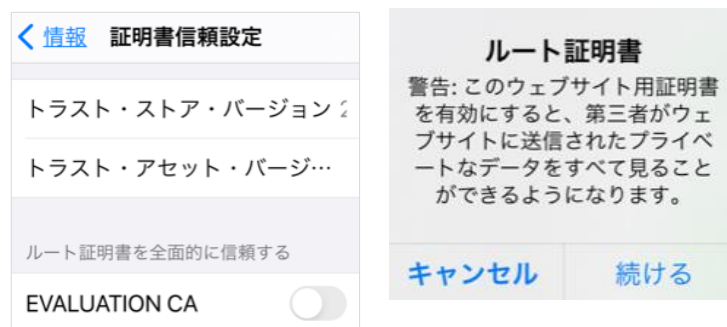 情報 証明書信頼設定
トラスト・ストア・バージョン 2
トラスト・アセット・バージ…
ルート証明書を全面的に信頼する
EVALUATION CA
ルート証明書
警告: このウェブサイト用証明書
を有効にすると、第三者がウェ
ブサイトに送信されたプライベ
ートなデータをすべて見ること
ができるようになります。
キャンセル 続ける